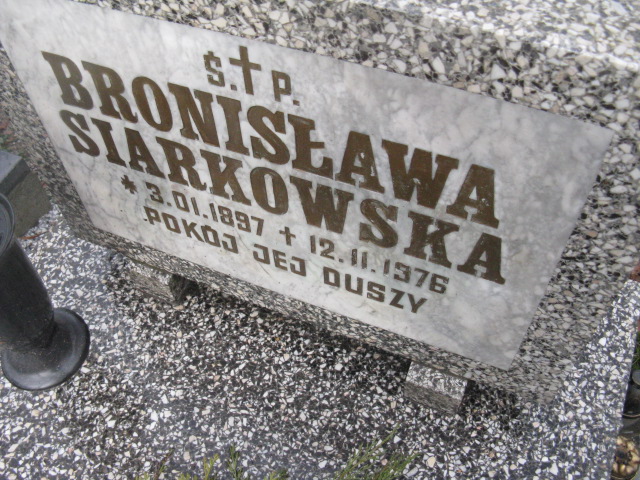 Ś.✝P.
BRONISŁAWA
SIARKOWSKA
* 3.01.1897 ✝ 12.11.1976
POKÓJ JEJ DUSZY